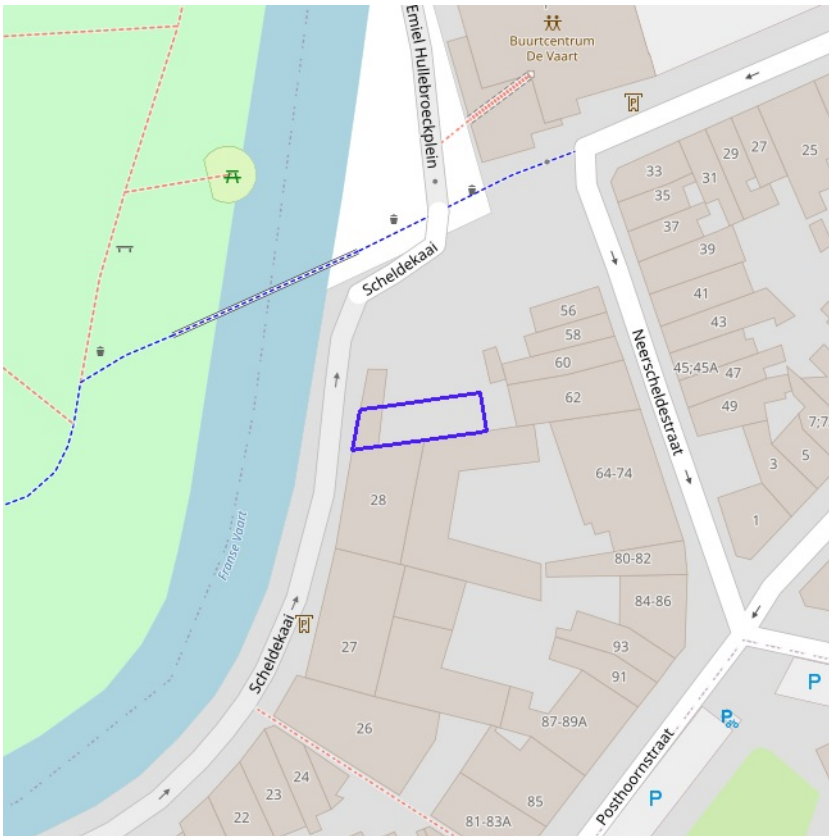 Emiel Hullebroeckplein
Buurtcentrum
De Vaart
P
33
35
37
39
41
43
45;45A
47
49
31
29
27
25
Scheldekaai
56
58
60
62
Neerscheldestraat
64-74
7;7
5
3
1
28
Franse Vaart
80-82
84-86
93
91
P
Scheldekaai
27
26
87-89A
85
81-83A
24
23
22
Posthoornstraat
P
P
P